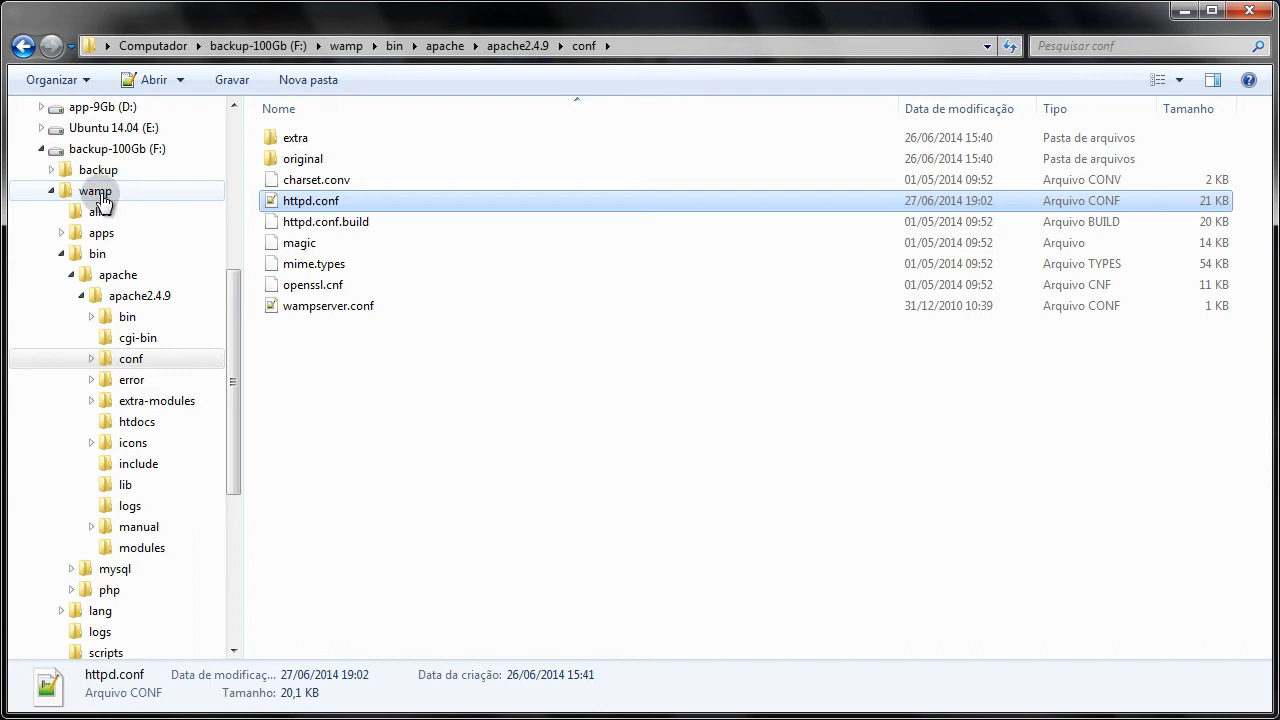 Computador
backup-100Gb (F:)
wamp
bin
apache
apache2.4.9
conf
Pesquisar conf
Organizar
Abrir
Gravar
Nova pasta
app-9Gb (D:)
Ubuntu 14.04 (E:)
backup-100Gb (F:)
backup
wamp
apps
bin
apache
apache2.4.9
bin
cgi-bin
conf
error
extra-modules
htdocs
icons
include
lib
logs
manual
modules
mysql
php
lang
logs
scripts
Nome Data de modificação Tipo Tamanho
extra 26/06/2014 15:40 Pasta de arquivos
original 26/06/2014 15:40 Pasta de arquivos
charset.conv 01/05/2014 09:52 Arquivo CONV 2 KB
httpd.conf 27/06/2014 19:02 Arquivo CONF 21 KB
httpd.conf.build 01/05/2014 09:52 Arquivo BUILD 20 KB
magic 01/05/2014 09:52 Arquivo 14 KB
mime.types 01/05/2014 09:52 Arquivo TYPES 54 KB
openssl.cnf 01/05/2014 09:52 Arquivo CNF 11 KB
wampserver.conf 31/12/2010 10:39 Arquivo CONF 1 KB
httpd.conf Data de modificaç... 27/06/2014 19:02 Data da criação: 26/06/2014 15:41
Arquivo CONF Tamanho: 20,1 KB